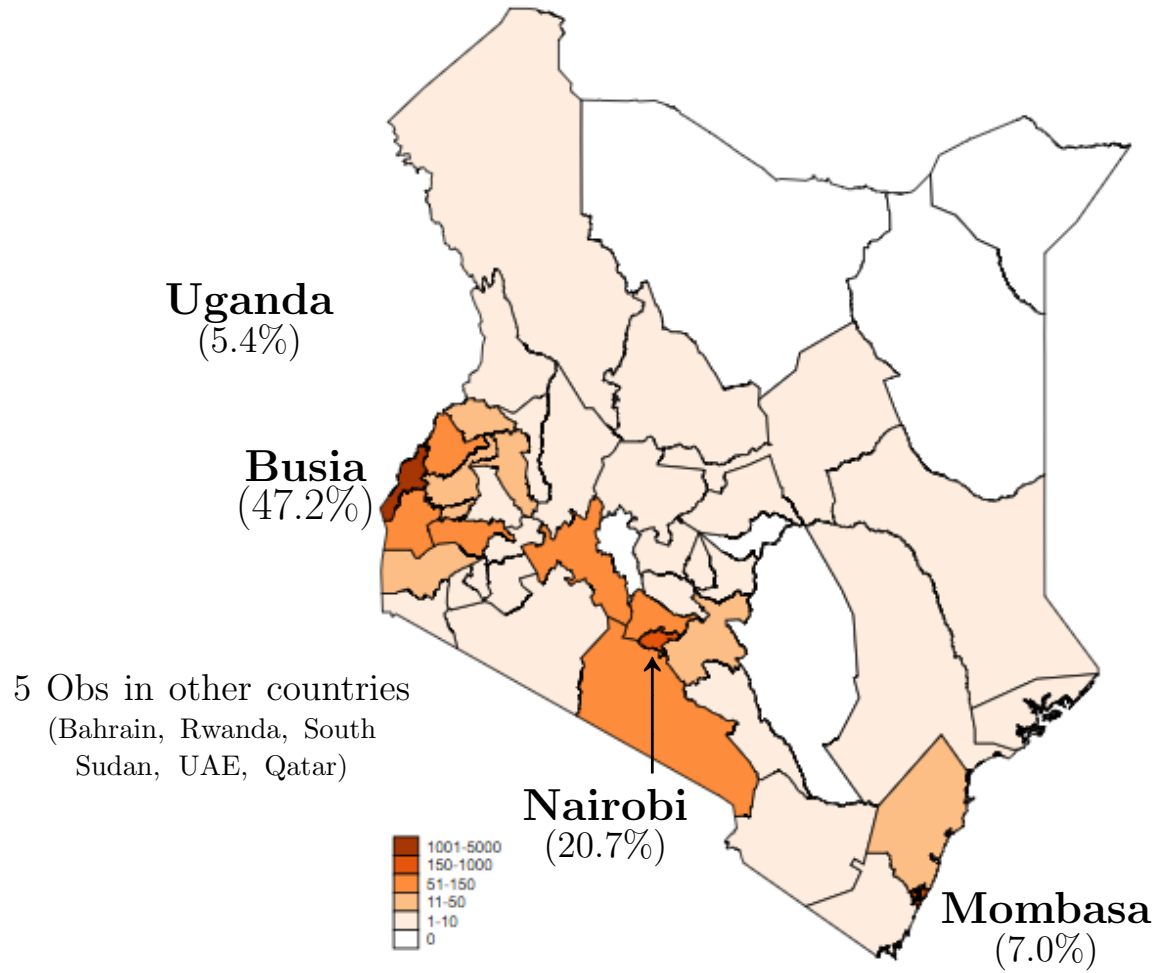 Uganda
(5.4%)
Busia
(47.2%)
5 Obs in other countries
(Bahrain, Rwanda, South
Sudan, UAE, Qatar)
Nairobi
(20.7%)
1001-5000
150-1000
51-150
11-50
1-10
0
Mombasa
(7.0%)